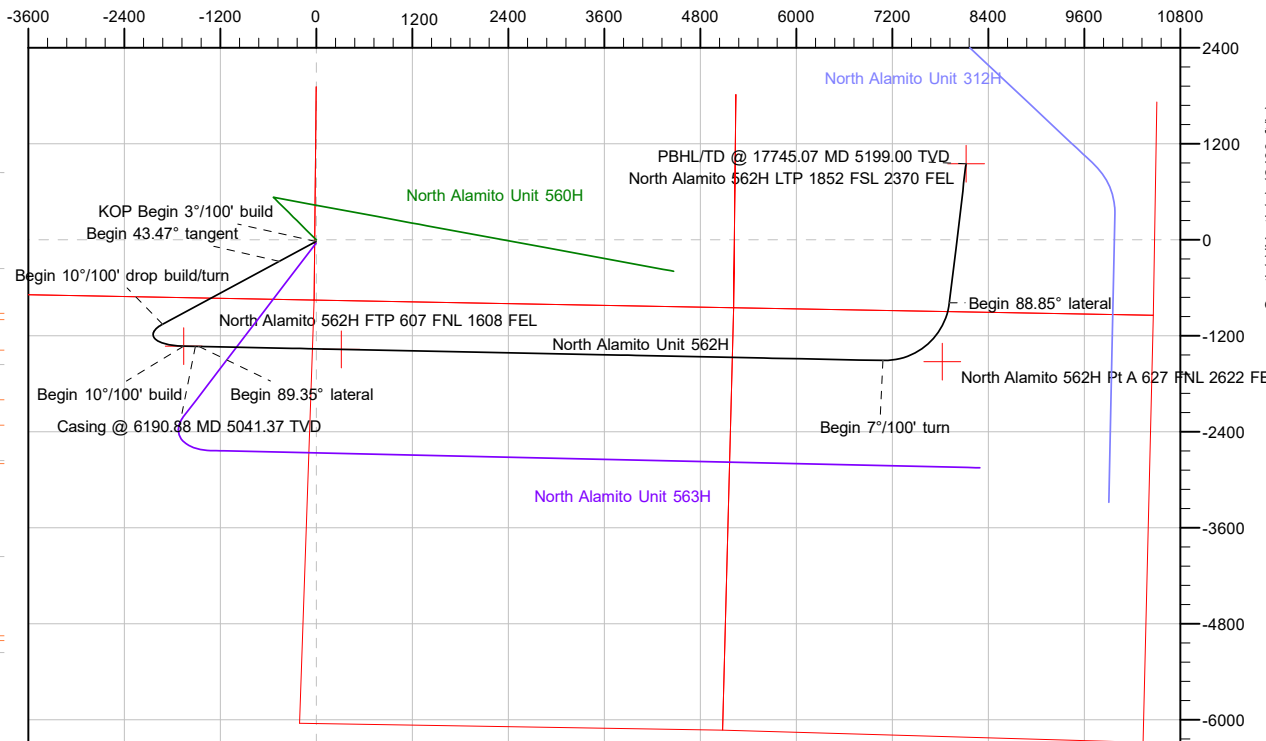 -3600 -2400 -1200 0 1200 2400 3600 4800 6000 7200 8400 9600 10800
2400
North Alamito Unit 312H
1200
PBHL/TD @ 17745.07 MD 5199.00 TVD
North Alamito 562H LTP 1852 FSL 2370 FEL
North Alamito Unit 560H
KOP Begin 3°/100' build
Begin 43.47° tangent
0
Begin 10°/100' drop build/turn
Begin 88.85° lateral
North Alamito 562H FTP 607 FNL 1608 FEL
-1200
North Alamito Unit 562H
North Alamito 562H Pt A 627 FNL 2622 FE
Begin 10°/100' build
Begin 89.35° lateral
Casing @ 6190.88 MD 5041.37 TVD
Begin 7°/100' turn
-2400
North Alamito Unit 563H
-3600
-4800
-6000